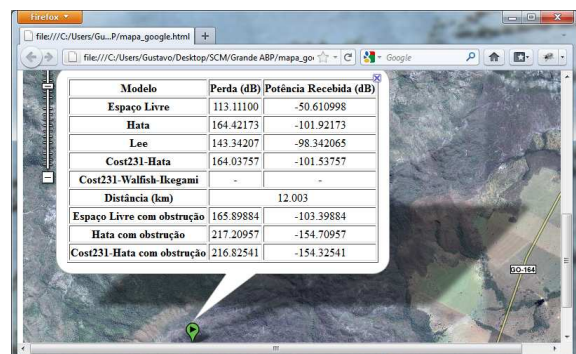 Firefox
file:///C:/Users/Gu...P/mapa_google.html +
file:///C:/Users/Gustavo/Desktop/SCM/Grande ABP/mapa_goo Google
Modelo Perda (dB) Potência Recebida (dB)
Espaço Livre 113.11100 -50.610998
Hata 164.42173 -101.92173
Lee 143.34207 -98.342065
Cost231-Hata 164.03757 -101.53757
Cost231-Walfish-Ikegami - -
Distância (km) 12.003
Espaço Livre com obstrução 165.89884 -103.39884
Hata com obstrução 217.20957 -154.70957
Cost231-Hata com obstrução 216.82541 -154.32541
GO-164